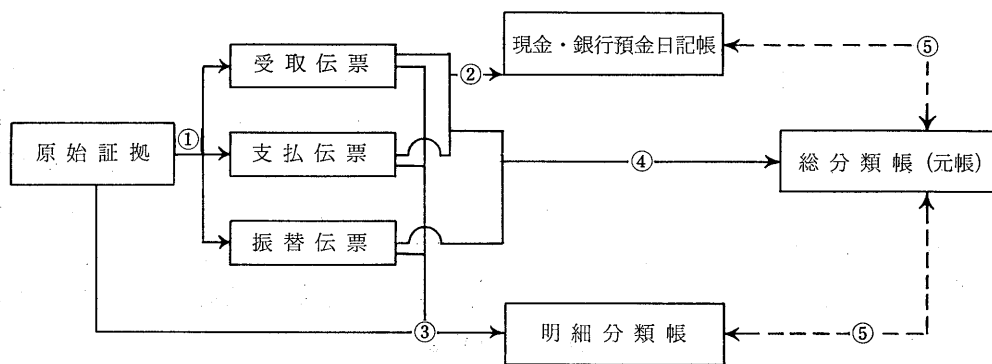 受取伝票
現金・銀行預金日記帳
⑤
②
①
原始証拠
支払伝票
④
総分類帳(元帳)
振替伝票
③
明細分類帳
⑤